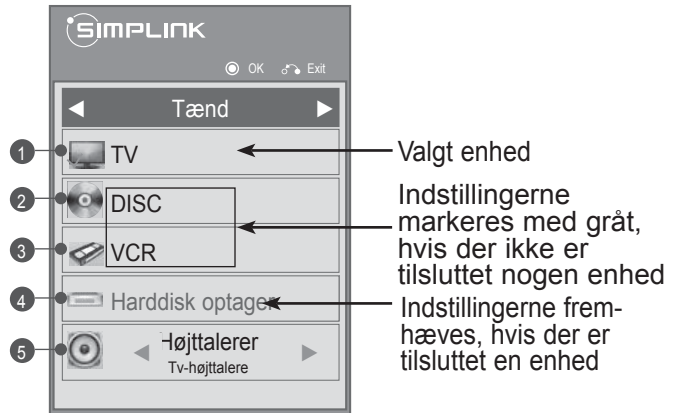 SIMPLINK
OK Exit
Tænd
1 TV
2 DISC
3 VCR
4 Harddisk optager
5 Højttalerer
Tv-højttalere
Valgt enhed
Indstillingerne
markeres med gråt,
hvis der ikke er
tilsluttet nogen enhed
Indstillingerne frem-
hæves, hvis der er
tilsluttet en enhed